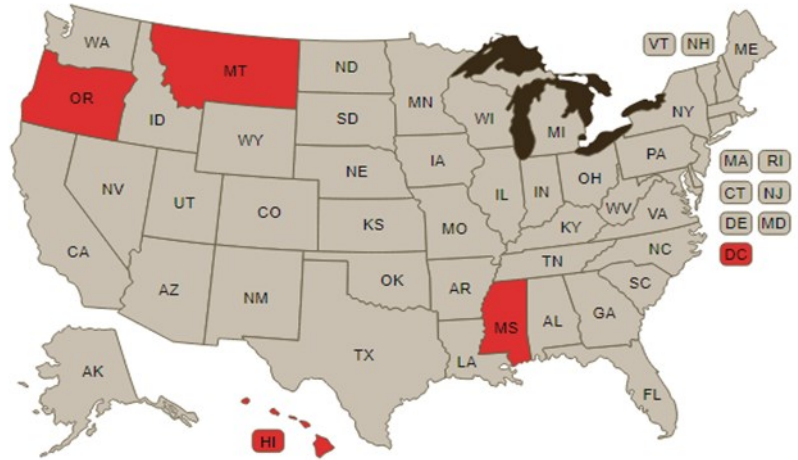 WA
MT
ND
MN
VT
NH
ME
OR
ID
SD
WI
MI
NY
WY
IA
PA
MA
RI
NE
NV
UT
CO
IL
IN
OH
CT
NJ
KS
MO
KY
WV
VA
DE
MD
CA
NC
DC
AZ
NM
OK
AR
TN
SC
MS
AL
GA
TX
LA
AK
FL
HI